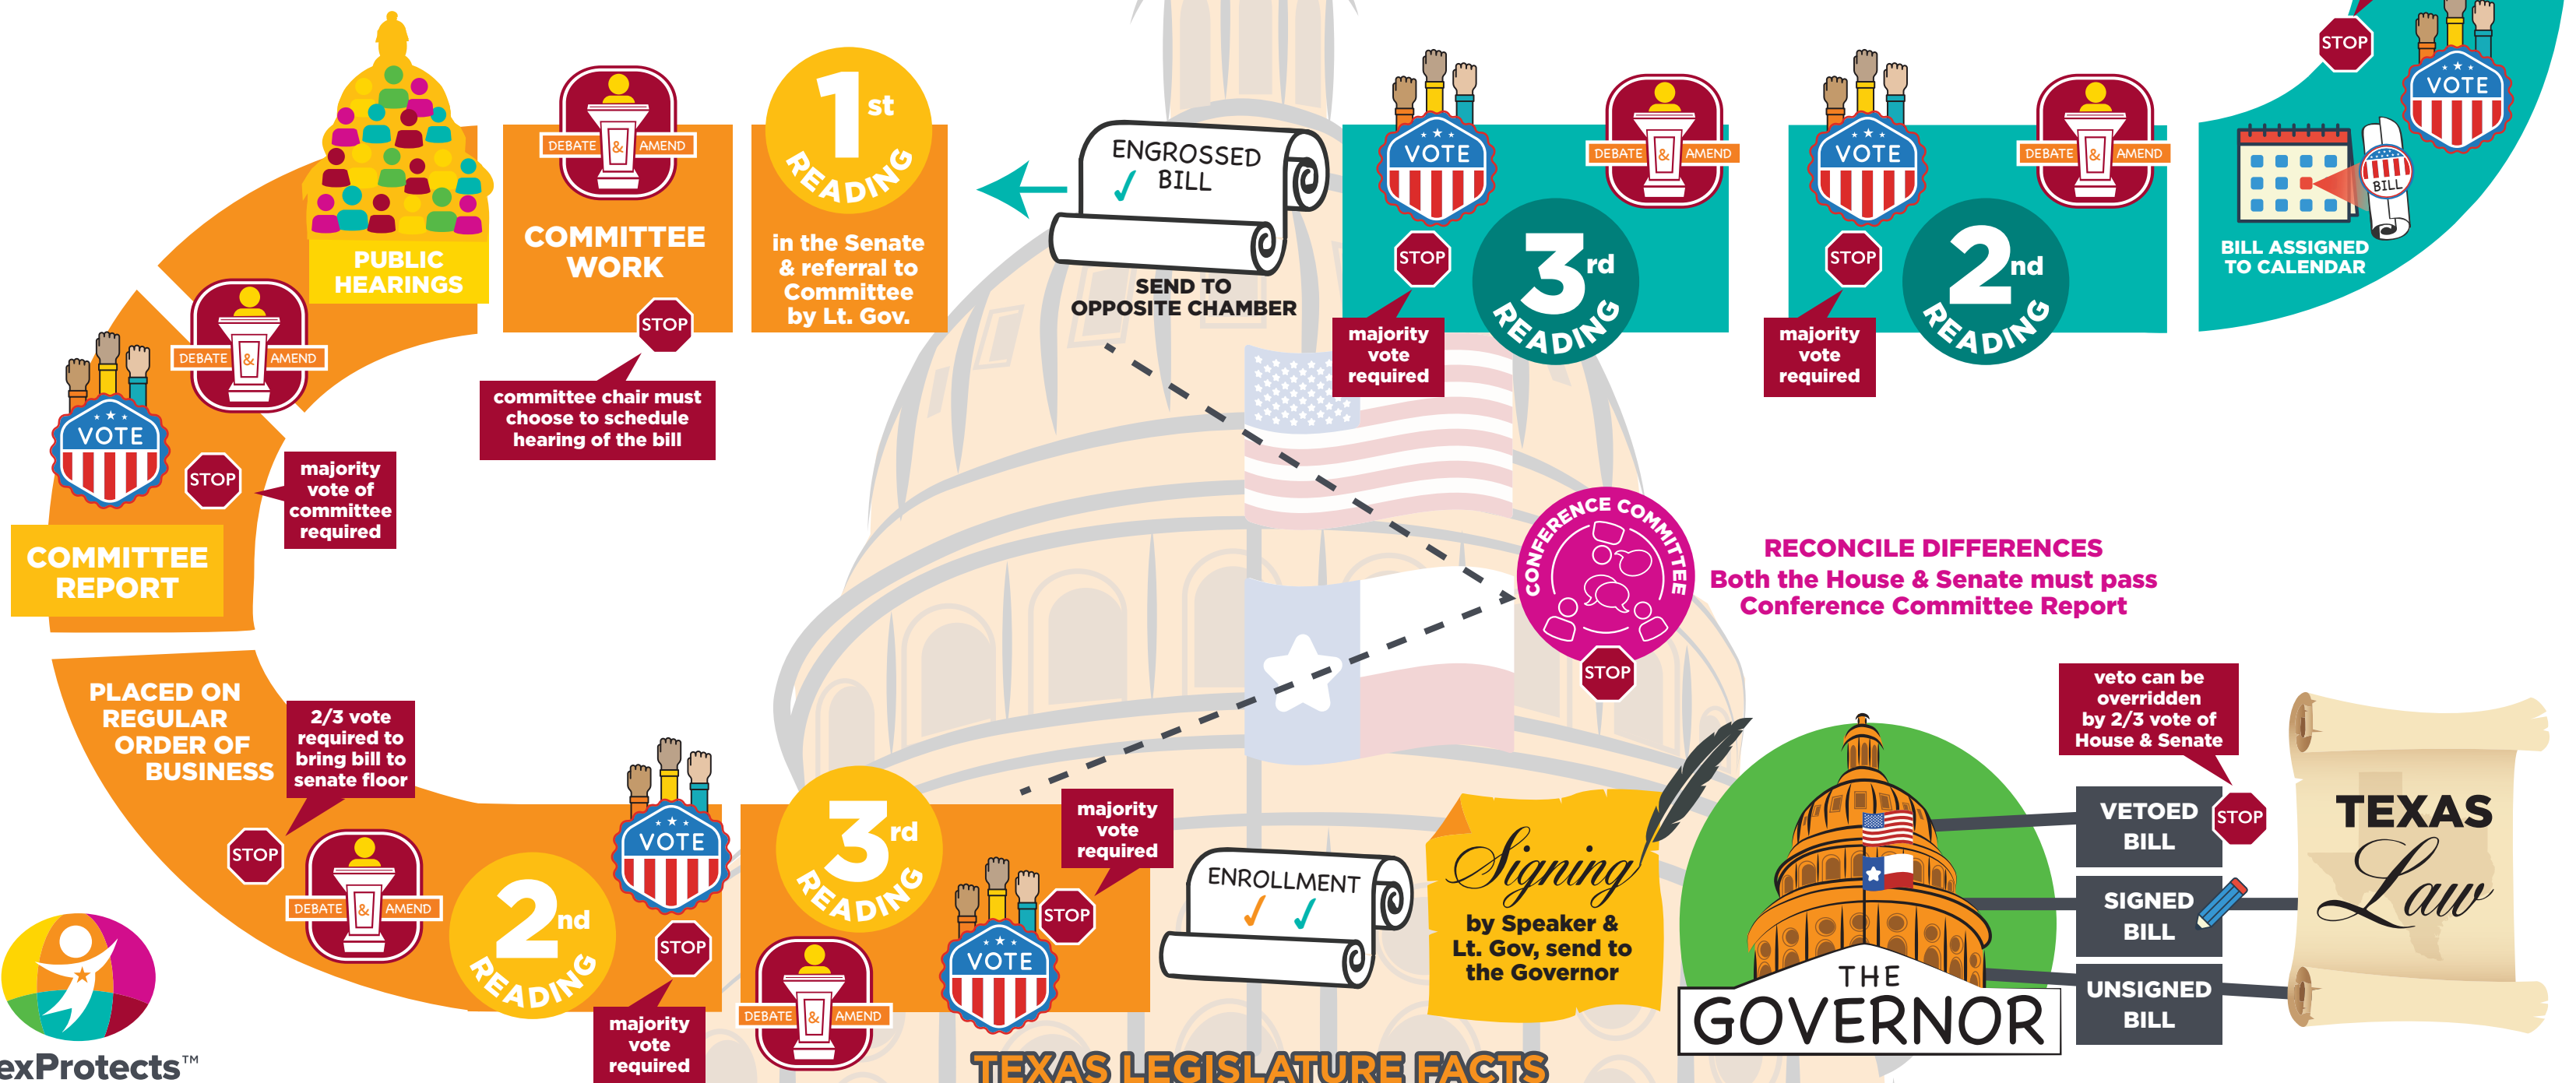 STOP
VOTE
BILL
BILL ASSIGNED
TO CALENDAR
DEBATE & AMEND
VOTE
STOP
2nd
READING
majority
vote
required
DEBATE & AMEND
VOTE
STOP
3rd
READING
majority
vote
required
ENGROSSED
BILL
SEND TO
OPPOSITE CHAMBER
1st
READING
in the Senate
& referral to
Committee
by Lt. Gov.
DEBATE & AMEND
COMMITTEE
WORK
STOP
committee chair must
choose to schedule
hearing of the bill
PUBLIC
HEARINGS
DEBATE & AMEND
VOTE
STOP
majority
vote of
committee
required
COMMITTEE
REPORT
PLACED ON
REGULAR
ORDER OF
BUSINESS
2/3 vote
required to
bring bill to
senate floor
STOP
DEBATE & AMEND
2nd
READING
VOTE
STOP
majority
vote
required
3rd
READING
DEBATE & AMEND
VOTE
STOP
majority
vote
required
CONFERENCE COMMITTEE
STOP
RECONCILE DIFFERENCES
Both the House & Senate must pass
Conference Committee Report
ENROLLMENT
Signing
by Speaker &
Lt. Gov, send to
the Governor
THE
GOVERNOR
veto can be
overridden
by 2/3 vote of
House & Senate
VETOED
BILL
STOP
SIGNED
BILL
UNSIGNED
BILL
TEXAS
Law
exProtects™
TEXAS LEGISLATURE FACTS